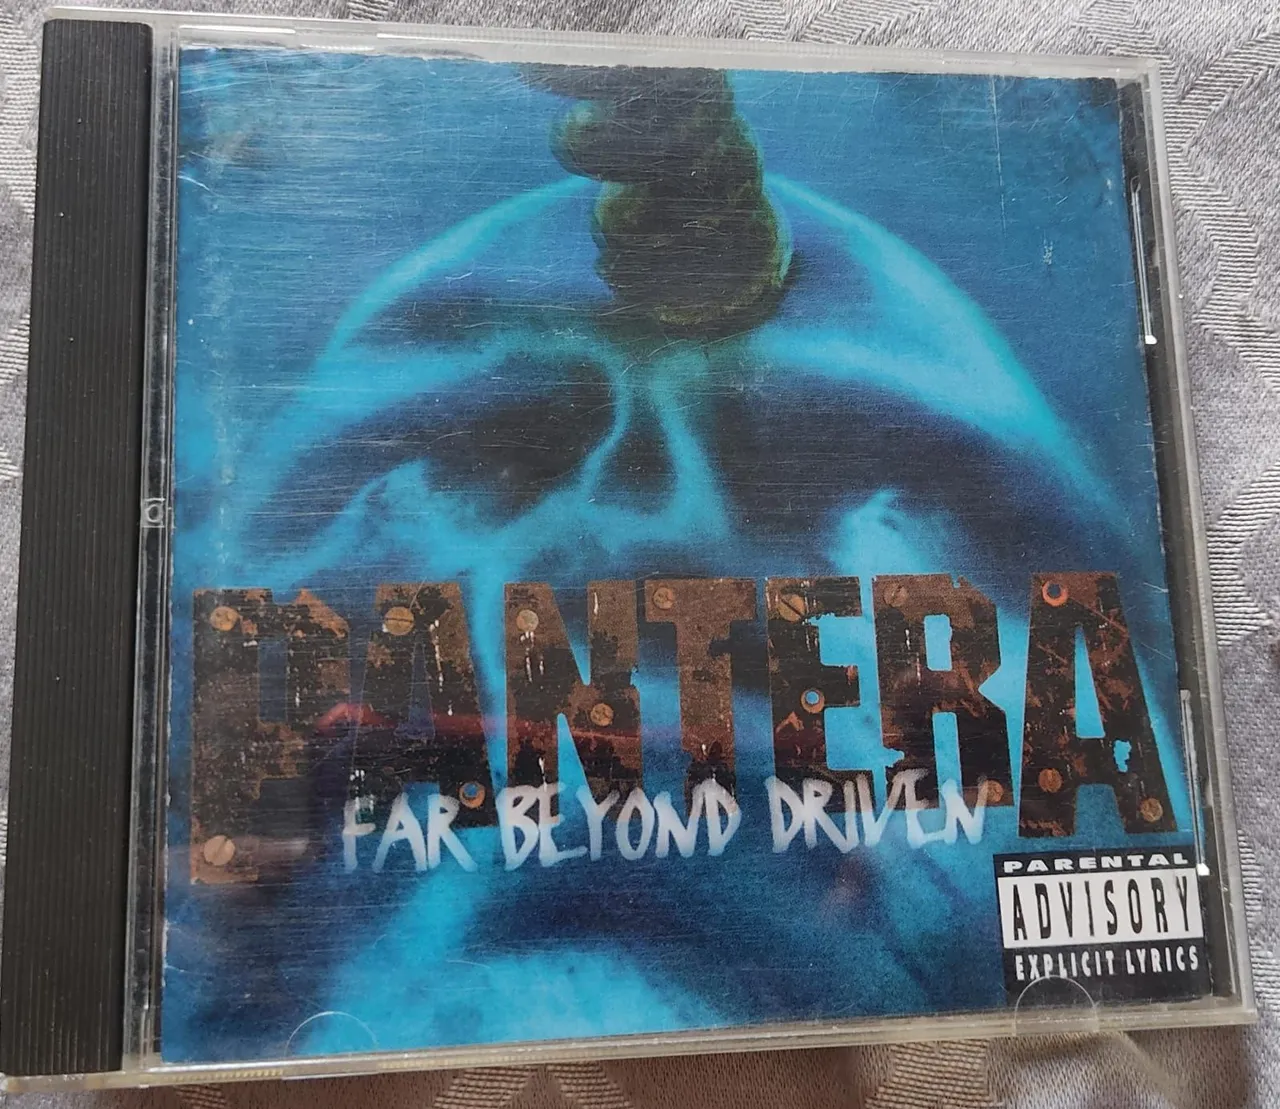 PANTERA
FAR BEYOND DRIVEN
PARENTAL
ADVISORY
EXPLICIT LYRICS